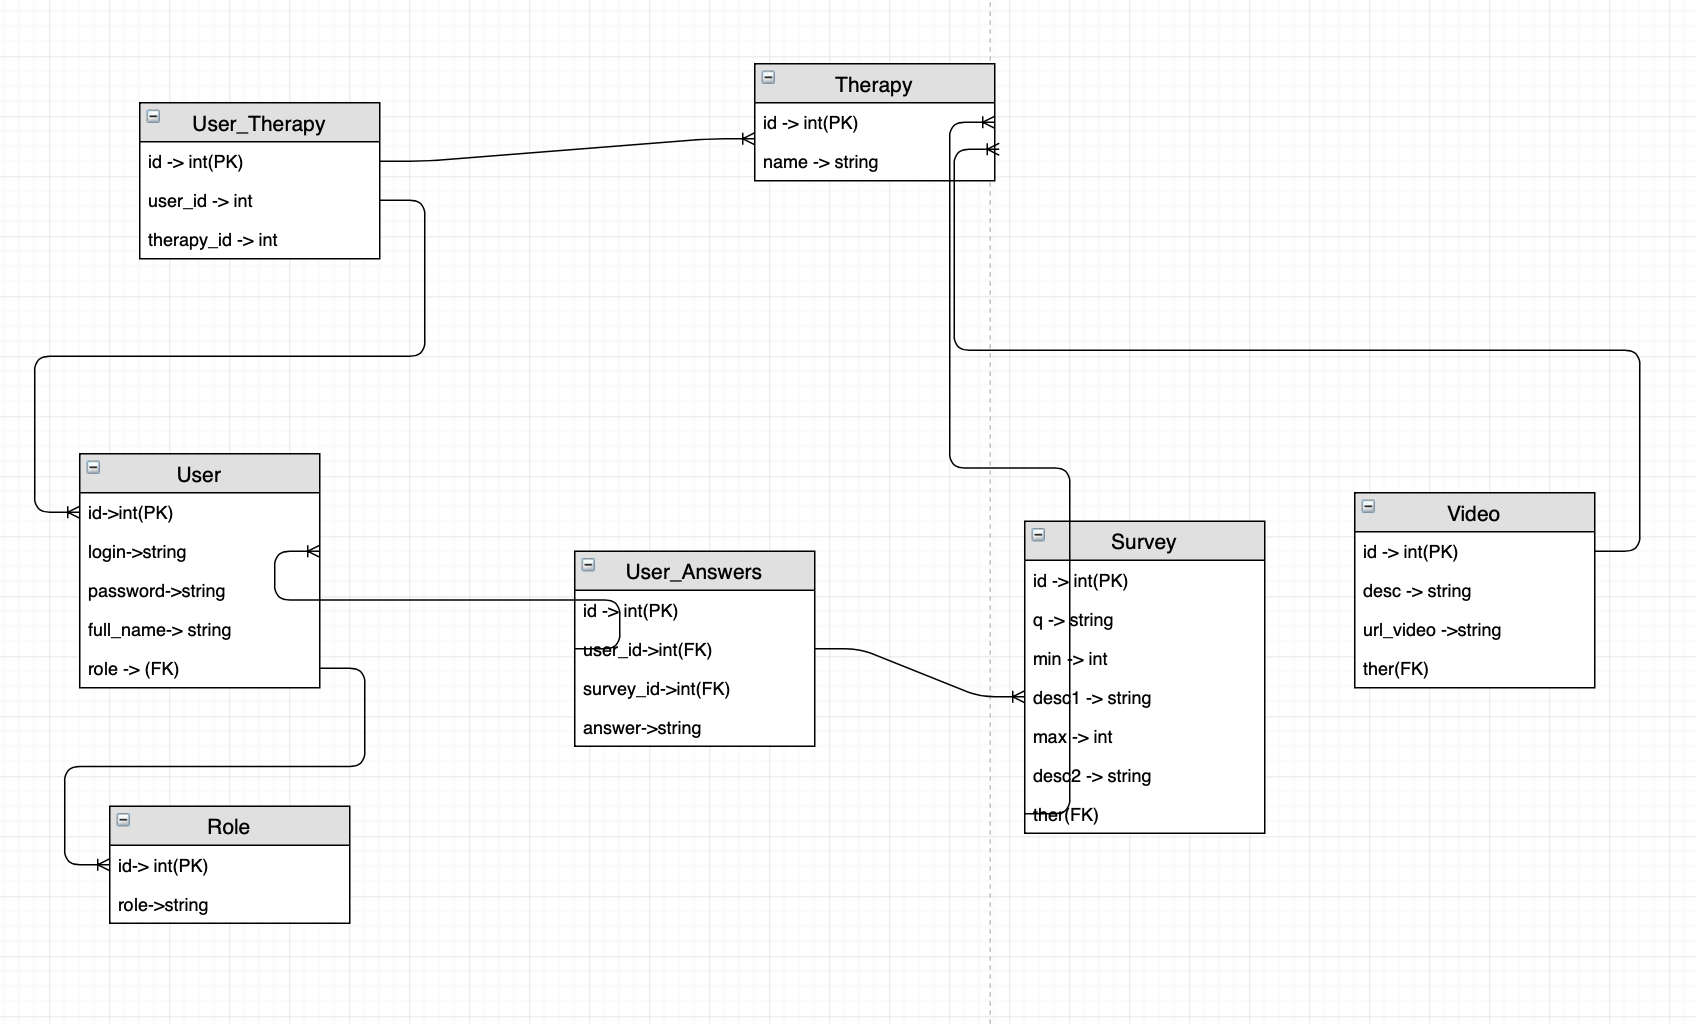 Therapy
id -> int(PK)
name -> string
User_Therapy
id -> int(PK)
user_id -> int
therapy_id -> int
User
id->int(PK)
login->string
password->string
full_name-> string
role -> (FK)
User_Answers
id -> int(PK)
user_id->int(FK)
survey_id->int(FK)
answer->string
Survey
id -> int(PK)
q -> string
min -> int
desc1 -> string
max -> int
desc2 -> string
ther(FK)
Video
id -> int(PK)
desc -> string
url_video ->string
ther(FK)
Role
id-> int(PK)
role->string